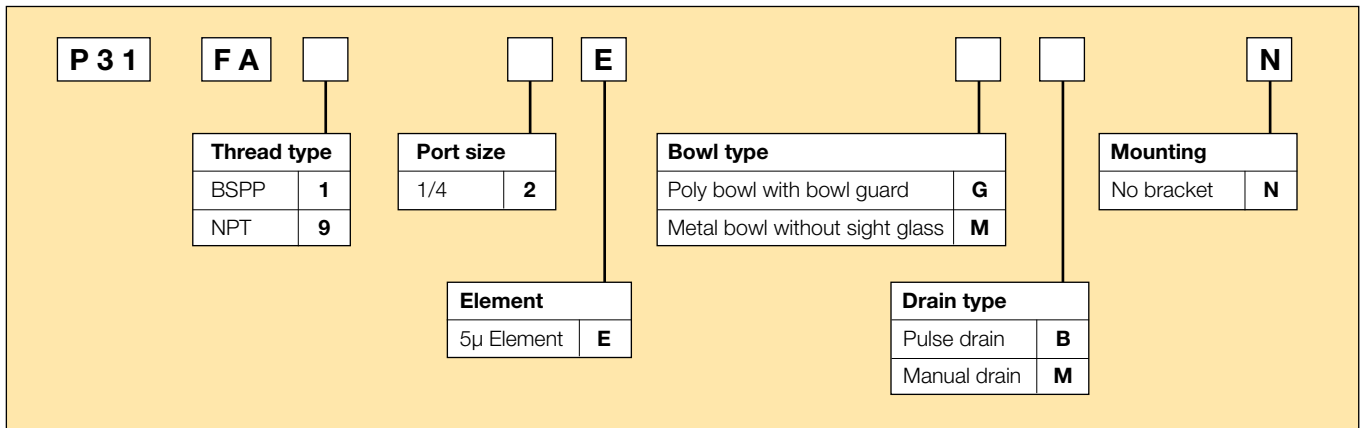 P 3 1 F A E N
Thread type
BSPP 1
NPT 9
Port size
1/4 2
Bowl type
Poly bowl with bowl guard G
Metal bowl without sight glass M
Mounting
No bracket N
Element
5µ Element E
Drain type
Pulse drain B
Manual drain M